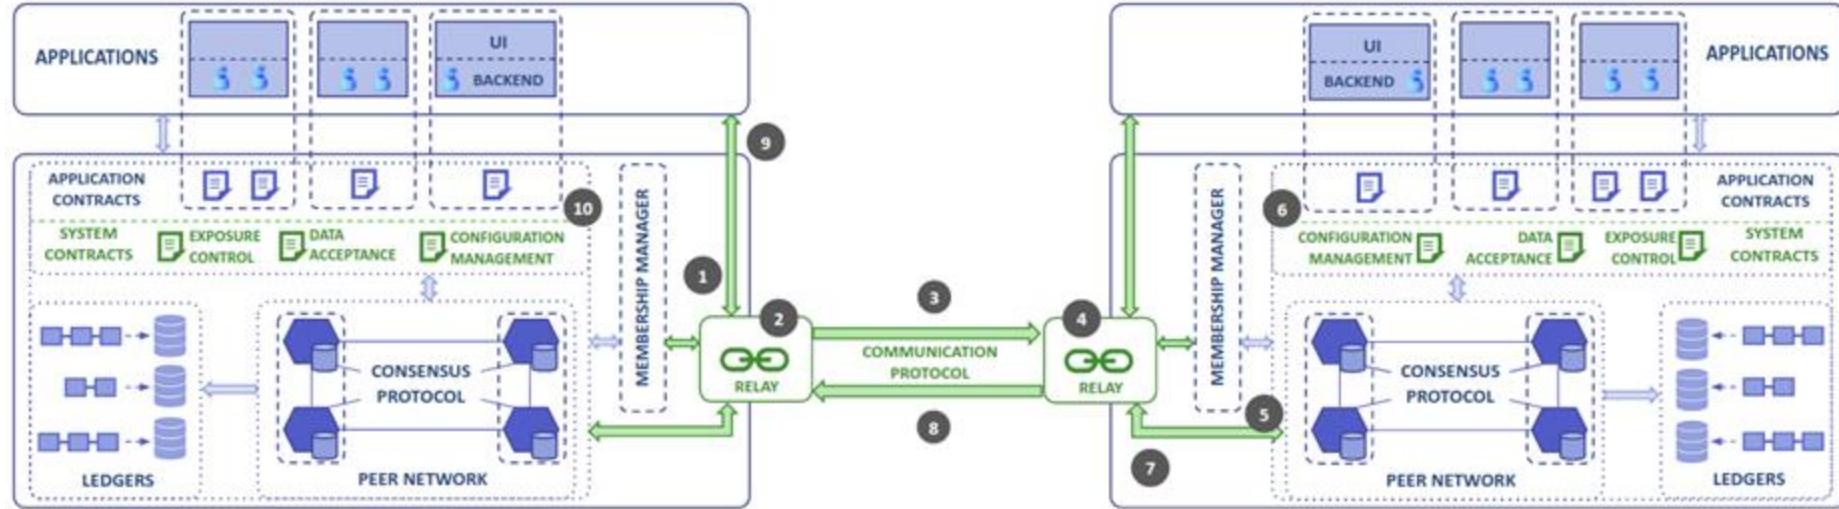 APPLICATIONS
UI
BACKEND
9
APPLICATION
CONTRACTS
10
SYSTEM
CONTRACTS
EXPOSURE
CONTROL
DATA
ACCEPTANCE
CONFIGURATION
MANAGEMENT
MEMBERSHIP MANAGER
1
2
RELAY
CONSENSUS
PROTOCOL
LEDGERS
PEER NETWORK
3
COMMUNICATION
PROTOCOL
8
UI
BACKEND
APPLICATIONS
4
RELAY
MEMBERSHIP MANAGER
6
APPLICATION
CONTRACTS
CONFIGURATION
MANAGEMENT
DATA
ACCEPTANCE
EXPOSURE
CONTROL
SYSTEM
CONTRACTS
5
7
CONSENSUS
PROTOCOL
PEER NETWORK
LEDGERS